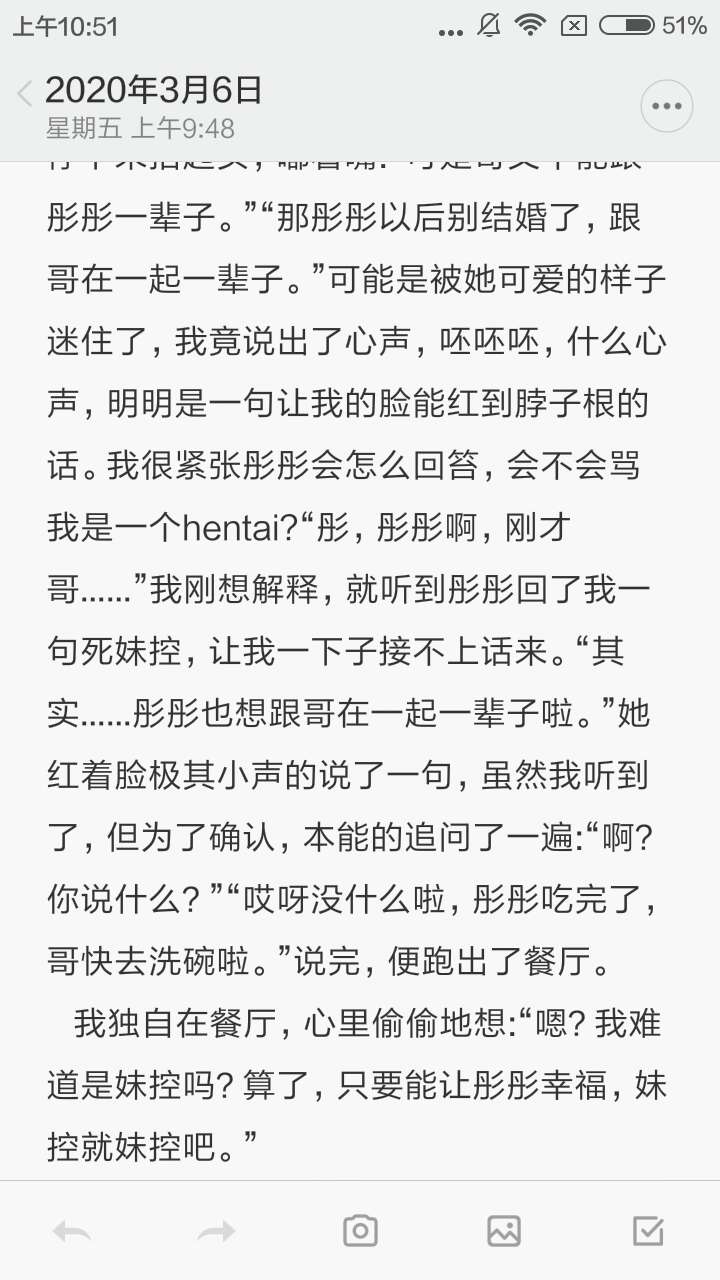 上午10:51
... 51%
2020年3月6日
星期五 上午9:48
彤彤一辈子。”“那彤彤以后别结婚了，跟
哥在一起一辈子。”可能是被她可爱的样子
迷住了，我竟说出了心声，呸呸呸，什么心
声，明明是一句让我的脸能红到脖子根的
话。我很紧张彤彤会怎么回答，会不会骂
我是一个hentai?“彤，彤彤啊，刚才
哥......”我刚想解释，就听到彤彤回了我一
句死妹控，让我一下子接不上话来。“其
实......彤彤也想跟哥在一起一辈子啦。”她
红着脸极其小声的说了一句，虽然我听到
了，但为了确认，本能的追问了一遍:“啊？
你说什么？”“哎呀没什么啦，彤彤吃完了，
哥快去洗碗啦。”说完，便跑出了餐厅。
我独自在餐厅，心里偷偷地想:“嗯？我难
道是妹控吗？算了，只要能让彤彤幸福，妹
控就妹控吧。”